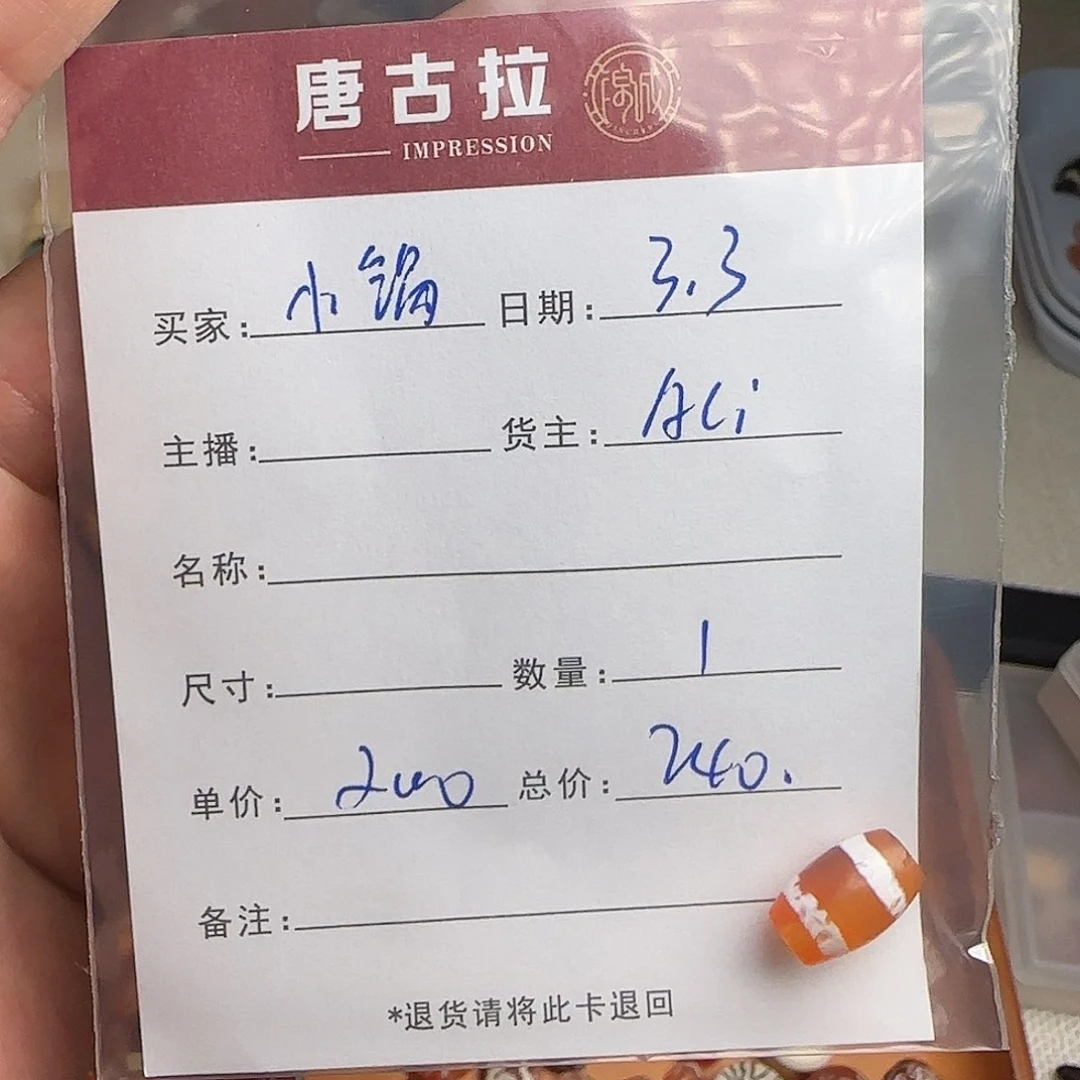 唐古拉
IMPRESSION
买家：小锅 日期：3.3
主播： 货主：Ali
名称：
尺寸： 数量：1
单价：200 总价：240.
备注：
*退货请将此卡退回